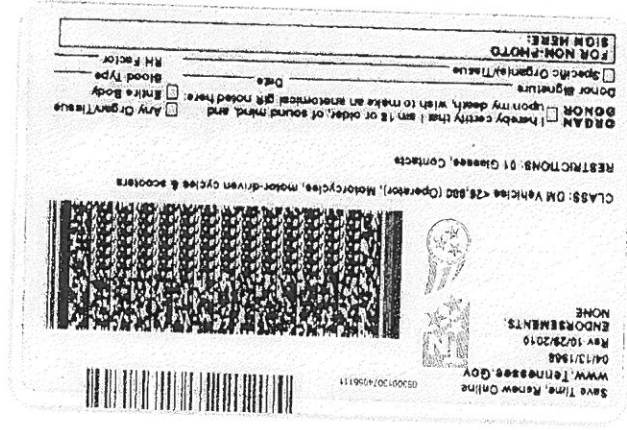 Save Time, Renew Online
www.Tennessee.Gov
04/13/1968
Rev 10/29/2010
ENDORSEMENTS,
NONE
TN
CLASS: DM Vehicles <26,000 (Operator), Motorcycles, motor-driven cycles & scooters
RESTRICTIONS: 01 Glasses, Contacts
ORGAN DONOR I hereby certify that I am 18 or older, of sound mind, and
upon my death, wish to make an anatomical gift noted here:
Any Organ/Tissue
Entire Body
Donor Signature Date Blood Type
Specific Organ(s)/Tissue RH Factor
FOR NON-PHOTO
SIGN HERE: